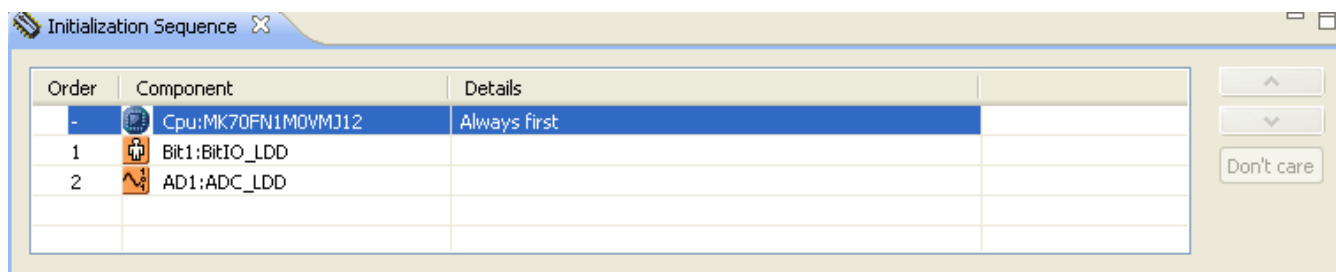 Initialization Sequence
Order Component Details
- Cpu:MK70FN1M0VMJ12 Always first
1 Bit1:BitIO_LDD
2 AD1:ADC_LDD
Don't care